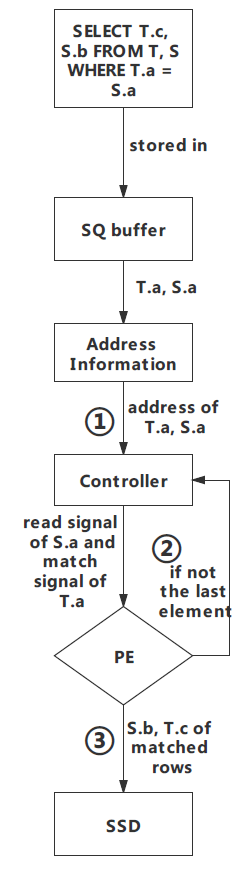 SELECT T.c,
S.b FROM T, S
WHERE T.a =
S.a
stored in
SQ buffer
T.a, S.a
Address
Information
①
address of
T.a, S.a
Controller
read signal
of S.a and
match
signal of
T.a
②
if not
the last
element
PE
③
S.b, T.c of
matched
rows
SSD